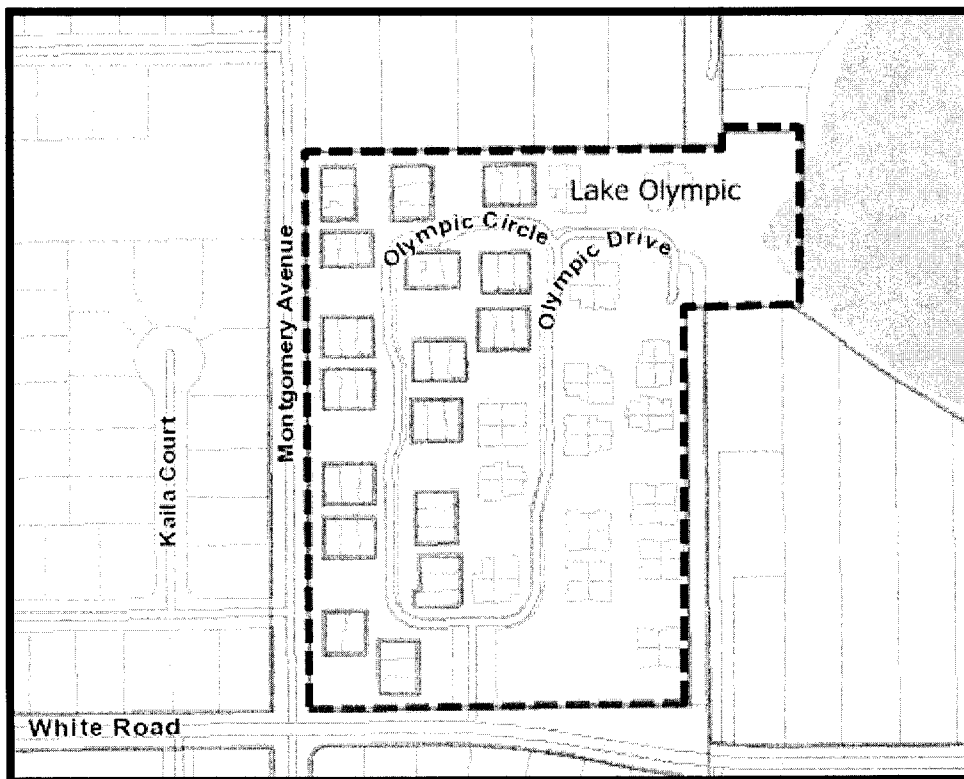 Lake Olympic
Olympic Circle
Olympic Drive
Montgomery Avenue
Kaila Court
White Road